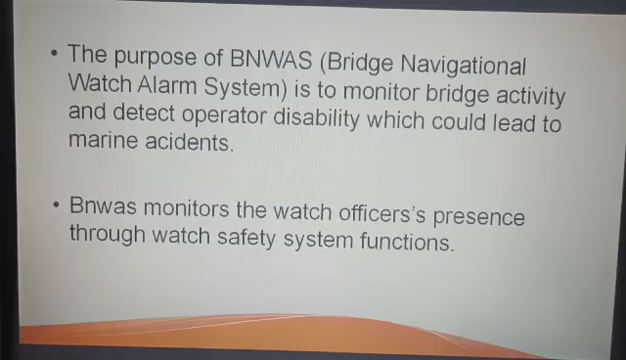 • The purpose of BNWAS (Bridge Navigational
Watch Alarm System) is to monitor bridge activity
and detect operator disability which could lead to
marine acidents.
• Bnwas monitors the watch officers's presence
through watch safety system functions.